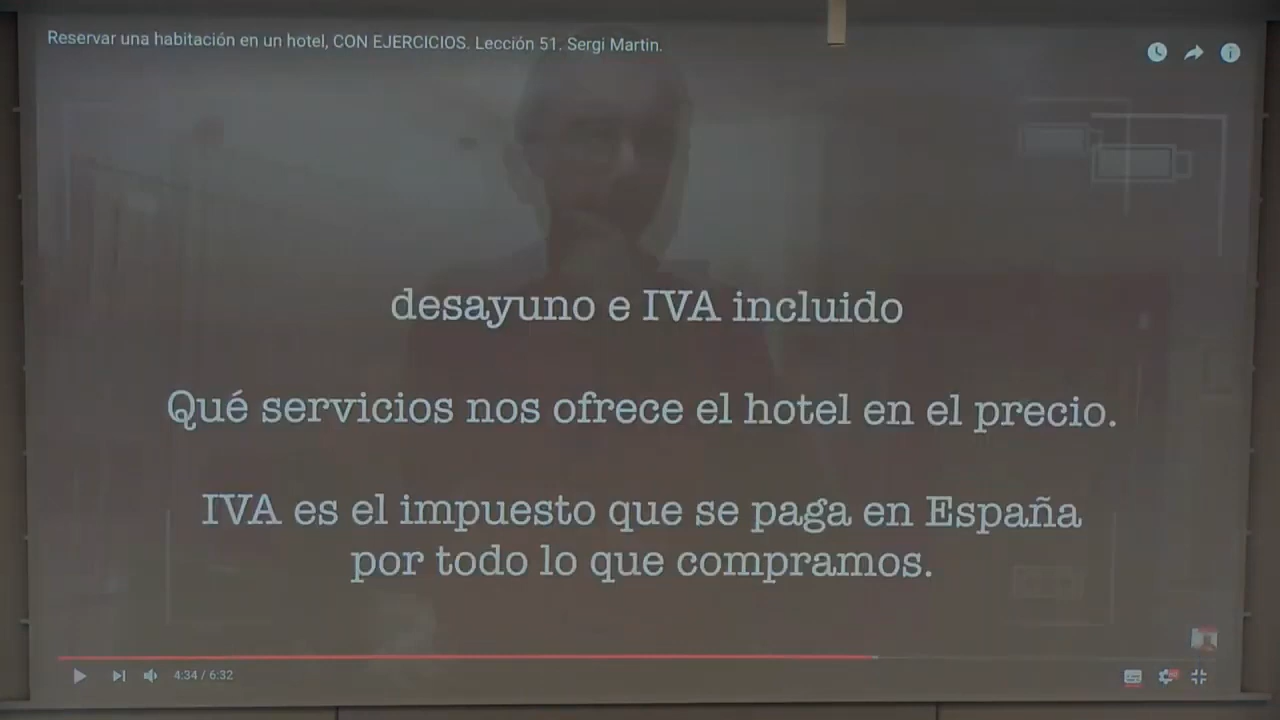 Reservar una habitación en un hotel, CON EJERCICIOS. Lección 51. Sergi Martin.
desayuno e IVA incluido
Qué servicios nos ofrece el hotel en el precio.
IVA es el impuesto que se paga en España
por todo lo que compramos.
4:34 / 6:32